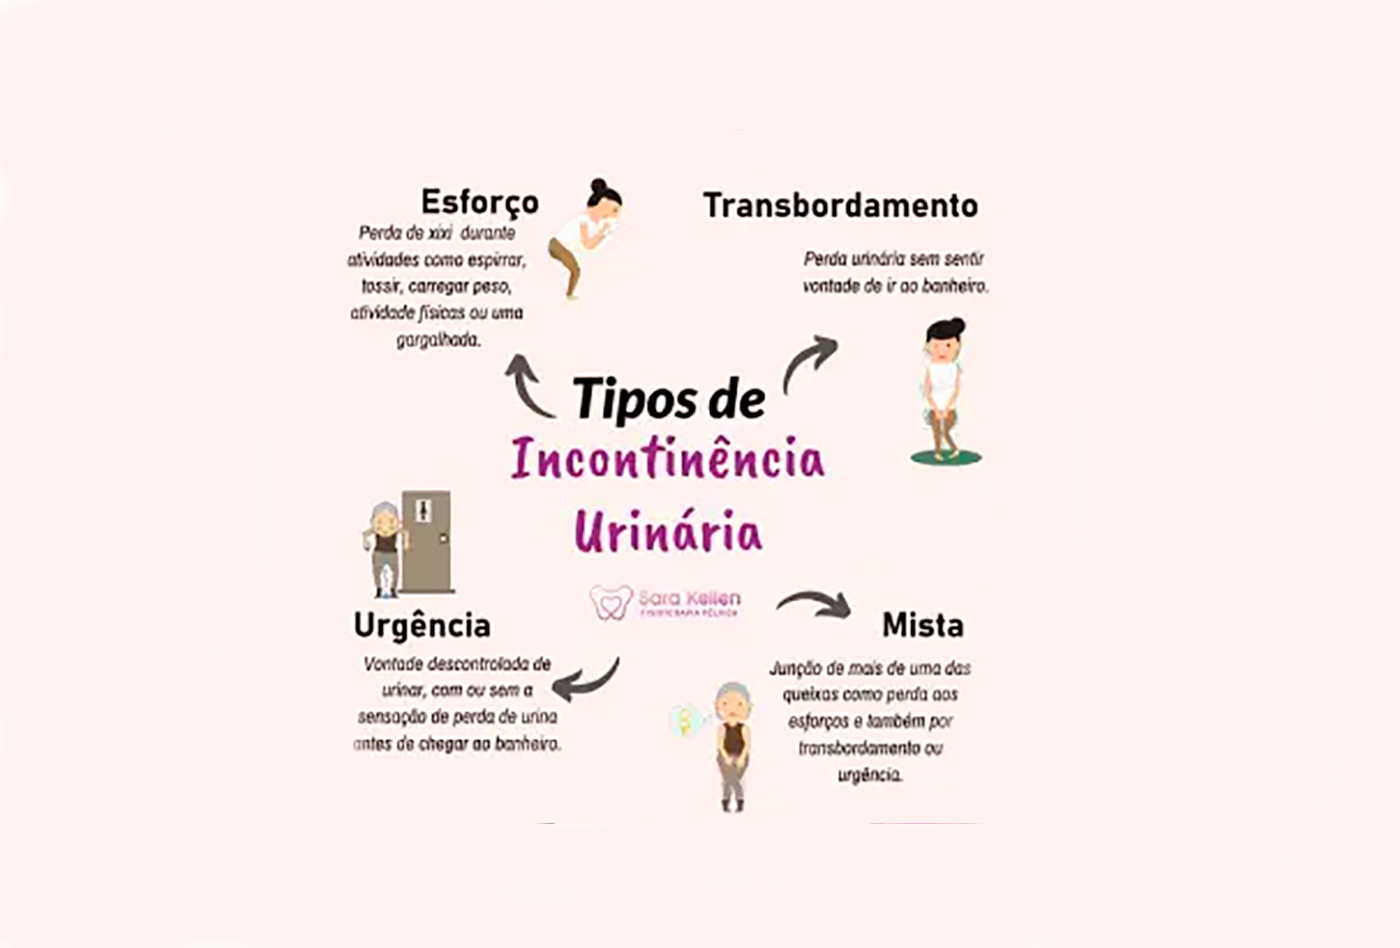 Esforço
Perda de xixi durante
atividades como espirrar,
tossir, carregar peso,
atividade físicas ou uma
gargalhada.
Transbordamento
Perda urinária sem sentir
vontade de ir ao banheiro.
Tipos de
Incontinência
Urinária
Sara Kellen
FISIOTERAPIA PÉLVICA
Urgência
Vontade descontrolada de
urinar, com ou sem a
sensação de perda de urina
antes de chegar ao banheiro.
Mista
Junção de mais de uma das
queixas como perda aos
esforços e também por
transbordamento ou
urgência.